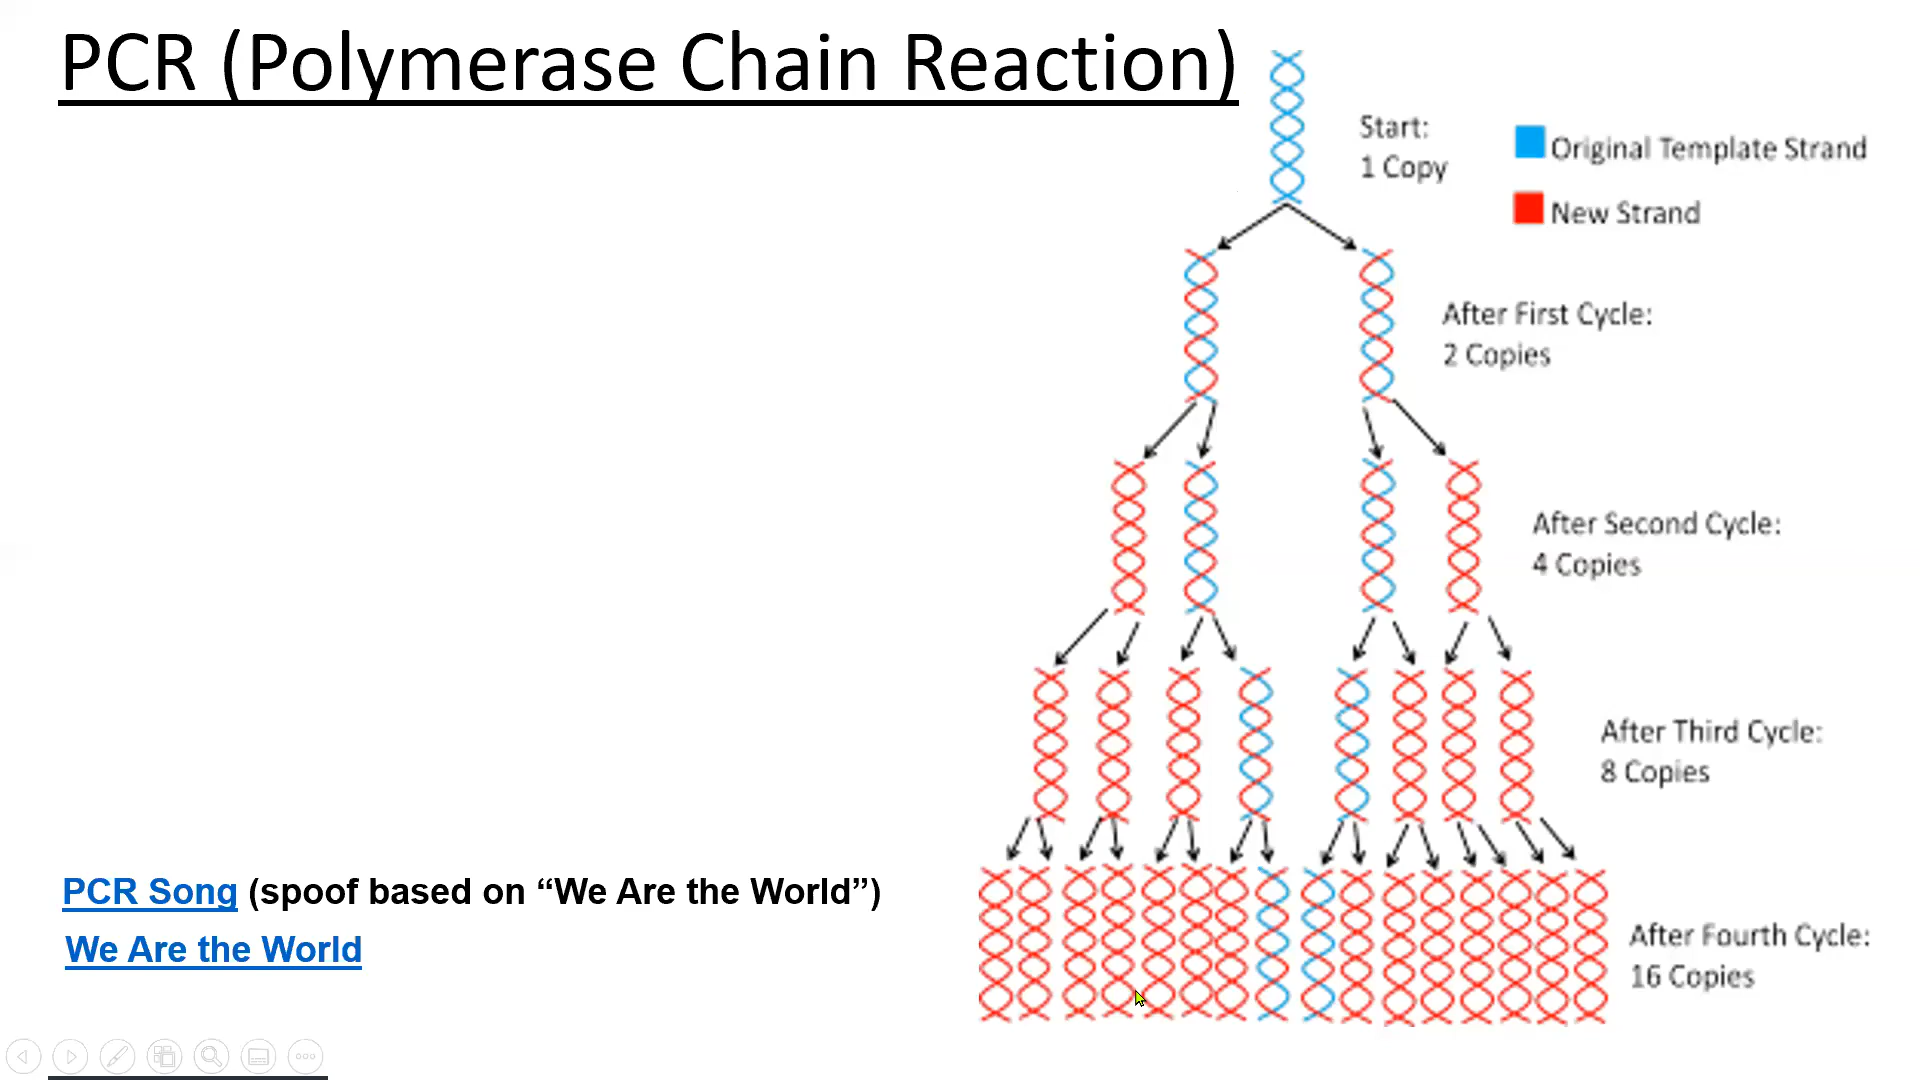 PCR (Polymerase Chain Reaction)
Start:
1 Copy
Original Template Strand
New Strand
After First Cycle:
2 Copies
After Second Cycle:
4 Copies
After Third Cycle:
8 Copies
PCR Song (spoof based on “We Are the World”)
We Are the World
After Fourth Cycle:
16 Copies